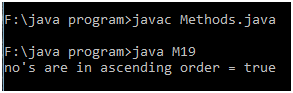 F:\java program>javac Methods.java
F:\java program>java M19
no's are in ascending order = true